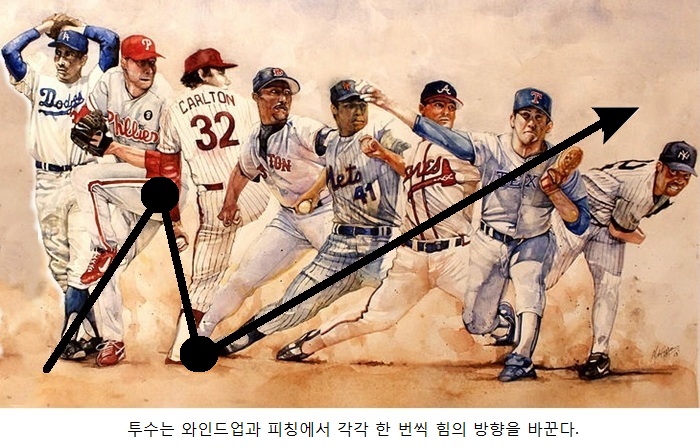 Dodgers
P
Phillies
CARLTON
32
TON
Mets
41
A
T
TEX
투수는 와인드업과 피칭에서 각각 한 번씩 힘의 방향을 바꾼다.